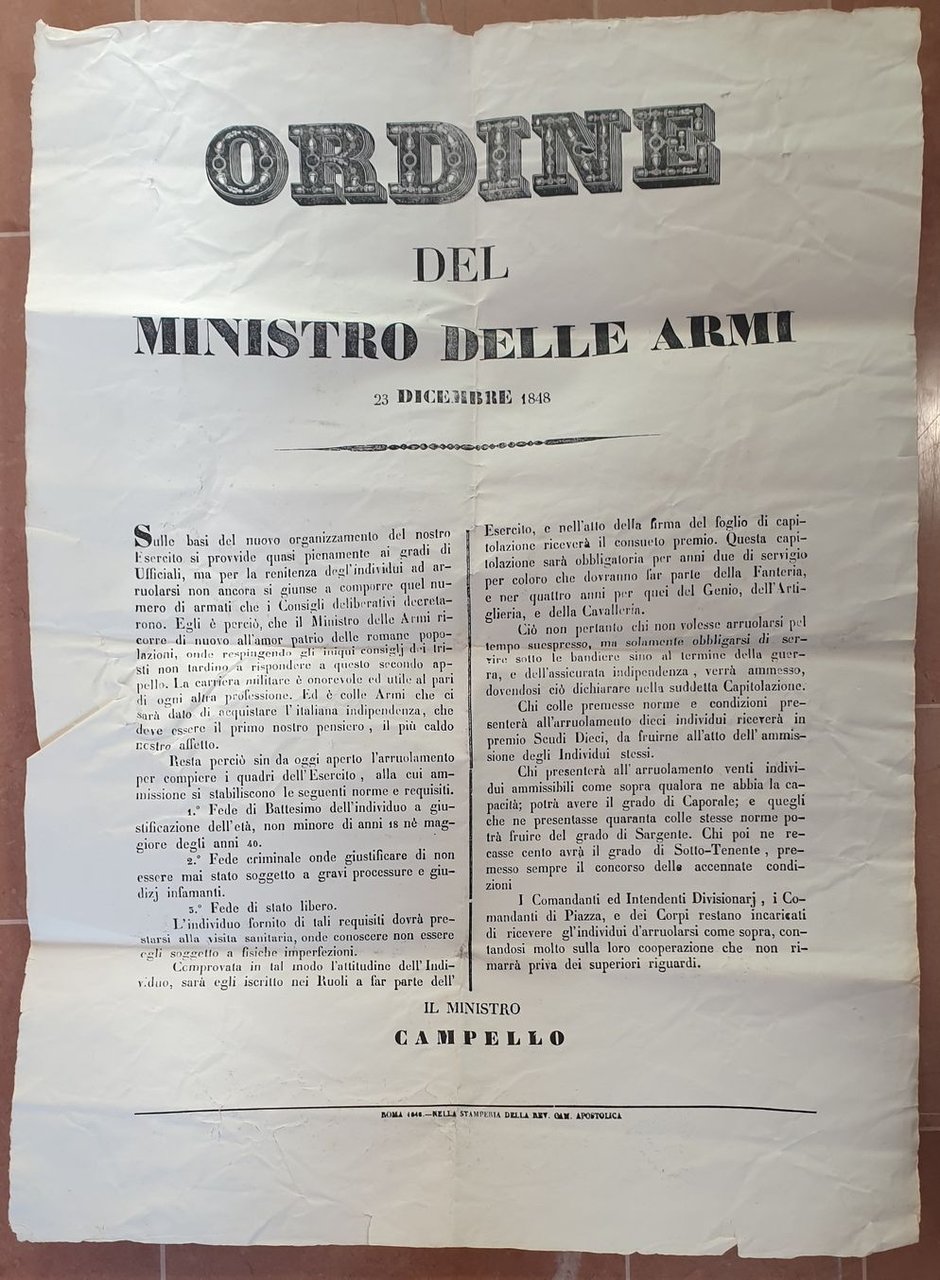 ORDINE
DEL
MINISTRO DELLE ARMI
23 DICEMBRE 1848
Sulle basi del nuovo organizzamento del nostro
Esercito si provvide quasi pienamente ai gradi di
Ufficiali, ma per la renitenza degl'individui ad ar-
ruolarsi non ancora si giunse a comporre quel nu-
mero di armati che i Consigli deliberativi decreta-
rono. Egli è perciò, che il Ministro delle Armi ri-
corre di nuovo all'amor patrio delle romane popo-
lazioni, onde respingendo gli iniqui consiglj dei tri-
sti non tardino a rispondere a questo secondo ap-
pello. La carriera militare è onorevole ed utile al pari
di ogni altra professione. Ed è colle Armi che ci
sarà dato di acquistare l'italiana indipendenza, che
deve essere il primo nostro pensiero, il più caldo
nostro affetto.
Resta perciò sin da oggi aperto l'arruolamento
per compiere i quadri dell'Esercito, alla cui am-
missione si stabiliscono le seguenti norme e requisiti.
1.° Fede di Battesimo dell'individuo a giu-
stificazione dell'età, non minore di anni 18 nè mag-
giore degli anni 40.
2.° Fede criminale onde giustificare di non
essere mai stato soggetto a gravi processure e giu-
dizj infamanti.
3.° Fede di stato libero.
L'individuo fornito di tali requisiti dovrà pre-
starsi alla visita sanitaria, onde conoscere non essere
egli soggetto a fisiche imperfezioni.
Comprovata in tal modo l'attitudine dell'Indi-
viduo, sarà egli iscritto nei Ruoli a far parte dell'
Esercito, e nell'atto della firma del foglio di capi-
tolazione riceverà il consueto premio. Questa capi-
tolazione sarà obbligatoria per anni due di servigio
per coloro che dovranno far parte della Fanteria,
e per quattro anni per quei del Genio, dell'Arti-
glieria, e della Cavalleria.
Ciò non pertanto chi non volesse arruolarsi pel
tempo suespresso, ma solamente obbligarsi di ser-
vire sotto le bandiere sino al termine della guer-
ra, e dell'assicurata indipendenza, verrà ammesso,
dovendosi ciò dichiarare nella suddetta Capitolazione.
Chi colle premesse norme e condizioni pre-
senterà all'arruolamento dieci individui riceverà in
premio Scudi Dieci, da fruirne all'atto dell'ammis-
sione degli Individui stessi.
Chi presenterà all'arruolamento venti indivi-
dui ammissibili come sopra qualora ne abbia la ca-
pacità; potrà avere il grado di Caporale; e quegli
che ne presentasse quaranta colle stesse norme po-
trà fruire del grado di Sargente. Chi poi ne re-
casse cento avrà il grado di Sotto-Tenente, pre-
messo sempre il concorso delle accennate condi-
zioni
I Comandanti ed Intendenti Divisionarj, i Co-
mandanti di Piazza, e dei Corpi restano incaricati
di ricevere gl'individui d'arruolarsi come sopra, con-
tandosi molto sulla loro cooperazione che non ri-
marrà priva dei superiori riguardi.
IL MINISTRO
CAMPELLO
ROMA 1848.—NELLA STAMPERIA DELLA REV. CAM. APOSTOLICA